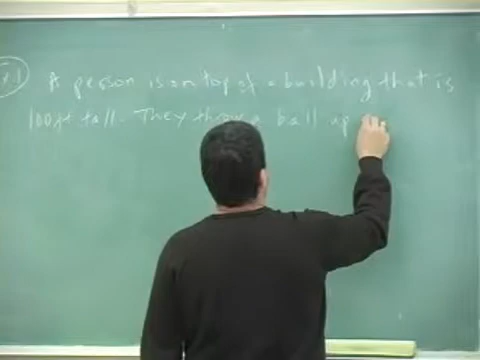 A person is on top of a building that is
100ft tall. They throw a ball up